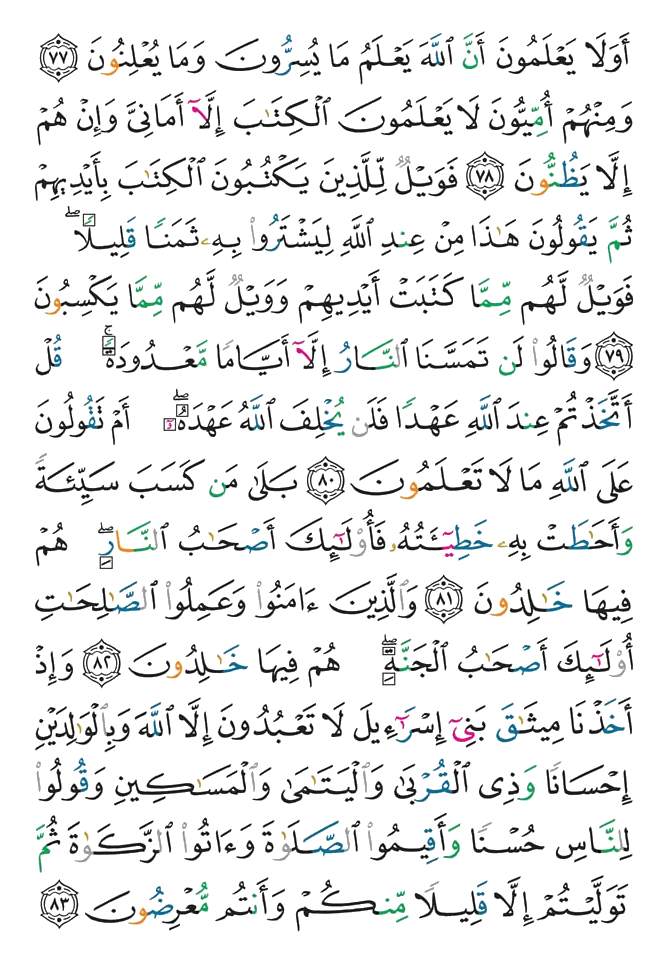 أَوَلَا يَعْلَمُونَ أَنَّ ٱللَّهَ يَعْلَمُ مَا يُسِرُّونَ وَمَا يُعْلِنُونَ ٧٧
وَمِنْهُمْ أُمِّيُّونَ لَا يَعْلَمُونَ ٱلْكِتَٰبَ إِلَّآ أَمَانِىَّ وَإِنْ هُمْ
إِلَّا يَظُنُّونَ ٧٨ فَوَيْلٌ لِّلَّذِينَ يَكْتُبُونَ ٱلْكِتَٰبَ بِأَيْدِيهِمْ
ثُمَّ يَقُولُونَ هَٰذَا مِنْ عِندِ ٱللَّهِ لِيَشْتَرُوا۟ بِهِۦ ثَمَنًا قَلِيلًا ۖ
فَوَيْلٌ لَّهُم مِّمَّا كَتَبَتْ أَيْدِيهِمْ وَوَيْلٌ لَّهُم مِّمَّا يَكْسِبُونَ
٧٩ وَقَالُوا۟ لَن تَمَسَّنَا ٱلنَّارُ إِلَّآ أَيَّامًا مَّعْدُودَةً ۚ قُلْ
أَتَّخَذْتُمْ عِندَ ٱللَّهِ عَهْدًا فَلَن يُخْلِفَ ٱللَّهُ عَهْدَهُۥٓ ۖ أَمْ تَقُولُونَ
عَلَى ٱللَّهِ مَا لَا تَعْلَمُونَ ٨٠ بَلَىٰ مَن كَسَبَ سَيِّئَةً
وَأَحَٰطَتْ بِهِۦ خَطِيٓـَٔتُهُۥ فَأُو۟لَٰٓئِكَ أَصْحَٰبُ ٱلنَّارِ ۖ هُمْ
فِيهَا خَٰلِدُونَ ٨١ وَٱلَّذِينَ ءَامَنُوا۟ وَعَمِلُوا۟ ٱلصَّٰلِحَٰتِ
أُو۟لَٰٓئِكَ أَصْحَٰبُ ٱلْجَنَّةِ ۖ هُمْ فِيهَا خَٰلِدُونَ ٨٢ وَإِذْ
أَخَذْنَا مِيثَٰقَ بَنِىٓ إِسْرَٰٓءِيلَ لَا تَعْبُدُونَ إِلَّا ٱللَّهَ وَبِٱلْوَٰلِدَيْنِ
إِحْسَانًا وَذِى ٱلْقُرْبَىٰ وَٱلْيَتَٰمَىٰ وَٱلْمَسَٰكِينِ وَقُولُوا۟
لِلنَّاسِ حُسْنًا وَأَقِيمُوا۟ ٱلصَّلَوٰةَ وَءَاتُوا۟ ٱلزَّكَوٰةَ ثُمَّ
تَوَلَّيْتُمْ إِلَّا قَلِيلًا مِّنكُمْ وَأَنتُم مُّعْرِضُونَ ٨٣